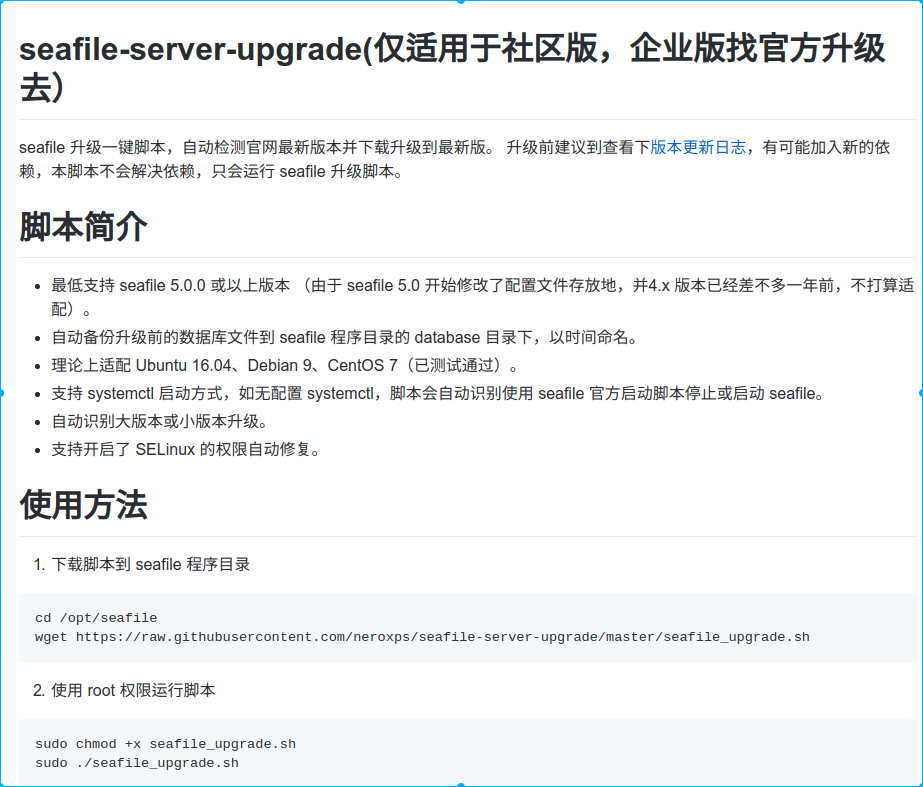 seafile-server-upgrade(仅适用于社区版，企业版找官方升级
去）
seafile 升级一键脚本，自动检测官网最新版本并下载升级到最新版。 升级前建议到查看下版本更新日志，有可能加入新的依
赖，本脚本不会解决依赖，只会运行 seafile 升级脚本。
脚本简介
• 最低支持 seafile 5.0.0 或以上版本 （由于 seafile 5.0 开始修改了配置文件存放地，并4.x 版本已经差不多一年前，不打算适
配）。
• 自动备份升级前的数据库文件到 seafile 程序目录的 database 目录下，以时间命名。
• 理论上适配 Ubuntu 16.04、Debian 9、CentOS 7（已测试通过）。
• 支持 systemctl 启动方式，如无配置 systemctl，脚本会自动识别使用 seafile 官方启动脚本停止或启动 seafile。
• 自动识别大版本或小版本升级。
• 支持开启了 SELinux 的权限自动修复。
使用方法
1. 下载脚本到 seafile 程序目录
cd /opt/seafile
wget https://raw.githubusercontent.com/neroxps/seafile-server-upgrade/master/seafile_upgrade.sh
2. 使用 root 权限运行脚本
sudo chmod +x seafile_upgrade.sh
sudo ./seafile_upgrade.sh